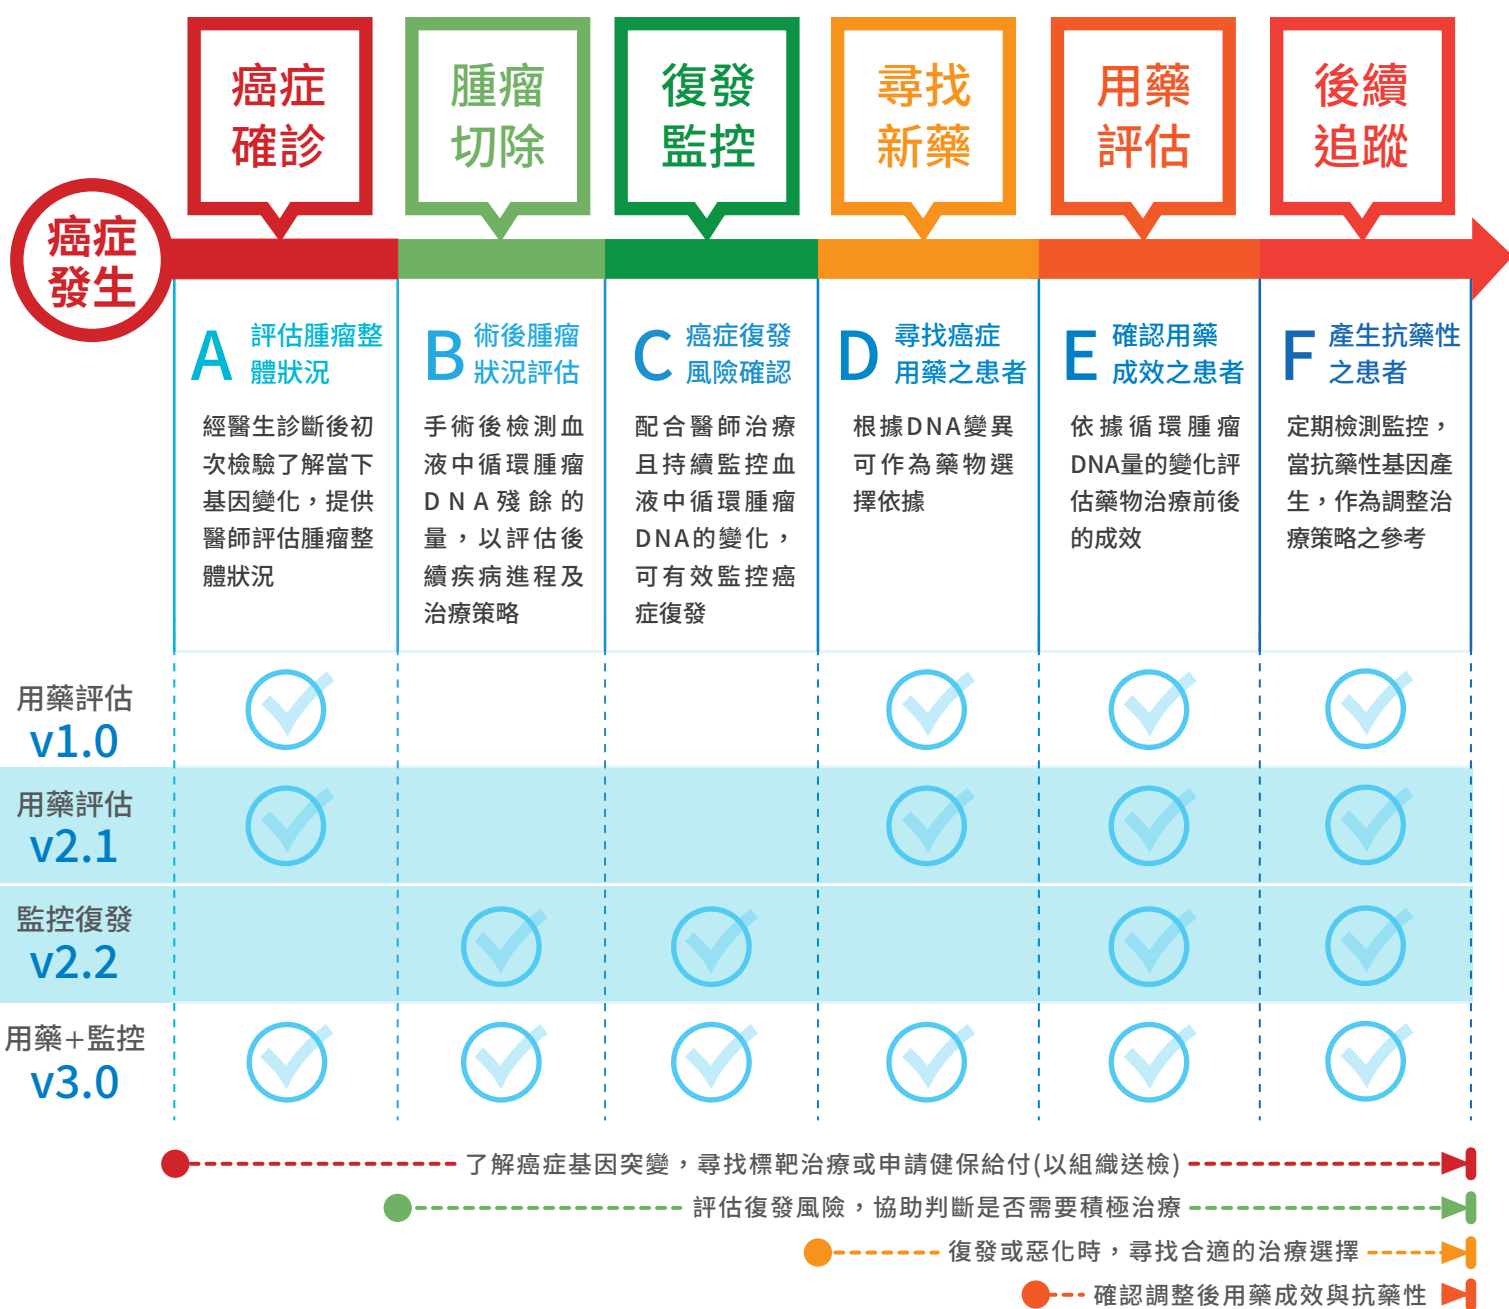 癌症
確診
腫瘤
切除
復發
監控
尋找
新藥
用藥
評估
後續
追蹤
癌症
發生
A
評估腫瘤整
體狀況
經醫生診斷後初
次檢驗了解當下
基因變化，提供
醫師評估腫瘤整
體狀況
B
術後腫瘤
狀況評估
手術後檢測血
液中循環腫瘤
DNA殘餘的
量，以評估後
續疾病進程及
治療策略
C
癌症復發
風險確認
配合醫師治療
且持續監控血
液中循環腫瘤
DNA的變化，
可有效監控癌
症復發
D
尋找癌症
用藥之患者
根據DNA變異
可作為藥物選
擇依據
E
確認用藥
成效之患者
依據循環腫瘤
DNA量的變化評
估藥物治療前後
的成效
F
產生抗藥性
之患者
定期檢測監控，
當抗藥性基因產
生，作為調整治
療策略之參考
用藥評估
v1.0
用藥評估
v2.1
監控復發
v2.2
用藥+監控
v3.0
了解癌症基因突變，尋找標靶治療或申請健保給付(以組織送檢)
評估復發風險，協助判斷是否需要積極治療
復發或惡化時，尋找合適的治療選擇
確認調整後用藥成效與抗藥性